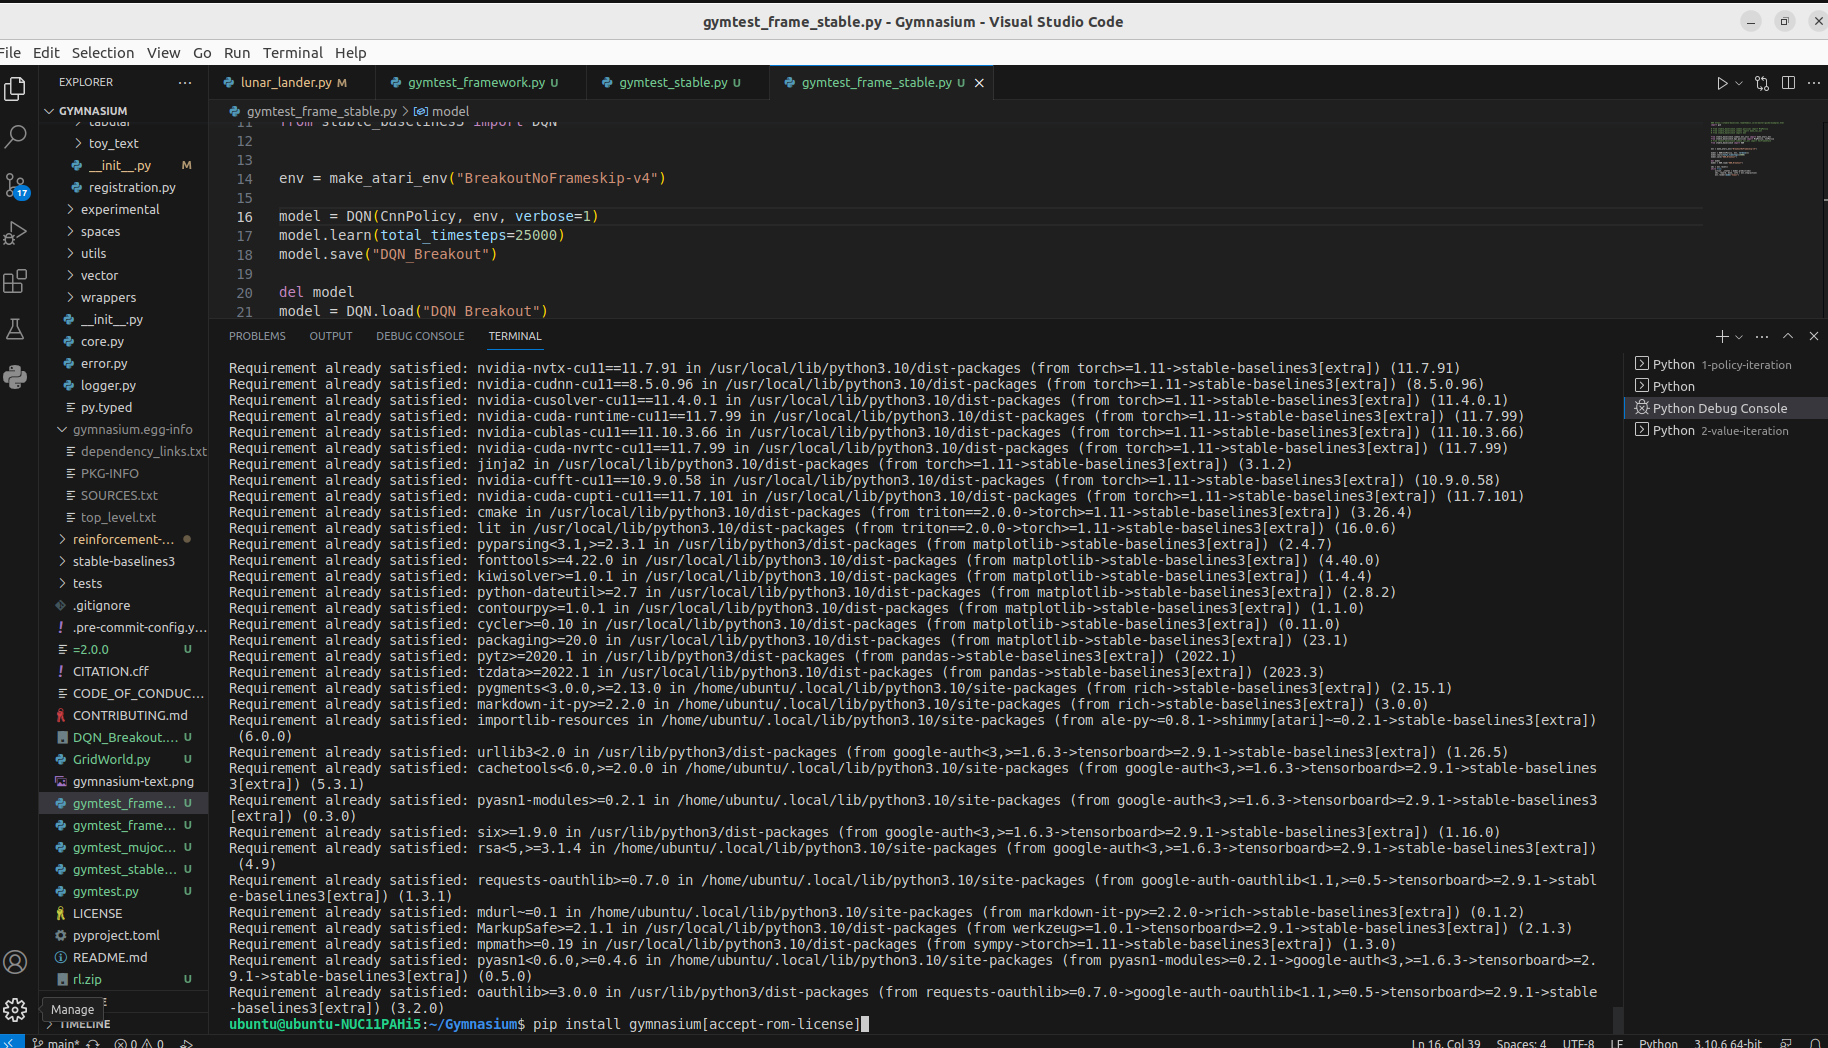 gymtest_frame_stable.py - Gymnasium - Visual Studio Code
File Edit Selection View Go Run Terminal Help
EXPLORER
lunar_lander.py M
gymtest_framework.py U
gymtest_stable.py U
gymtest_frame_stable.py U
GYMNASIUM
gymtest_frame_stable.py > model
tabular
toy_text
__init__.py M
registration.py
experimental
spaces
utils
vector
wrappers
__init__.py
core.py
error.py
logger.py
py.typed
gymnasium.egg-info
dependency_links.txt
PKG-INFO
SOURCES.txt
top_level.txt
reinforcement-...
stable-baselines3
tests
.gitignore
.pre-commit-config.y...
=2.0.0 U
CITATION.cff
CODE_OF_CONDUC...
CONTRIBUTING.md
DQN_Breakout.... U
GridWorld.py U
gymnasium-text.png
gymtest_frame... U
gymtest_frame... U
gymtest_mujoc... U
gymtest_stable... U
gymtest.py U
LICENSE
pyproject.toml
README.md
rl.zip U
Manage
TIMELINE
17
11 from stable_baselines3 import DQN
12
13
14 env = make_atari_env("BreakoutNoFrameskip-v4")
15
16 model = DQN(CnnPolicy, env, verbose=1)
17 model.learn(total_timesteps=25000)
18 model.save("DQN_Breakout")
19
20 del model
21 model = DQN.load("DQN_Breakout")
PROBLEMS OUTPUT DEBUG CONSOLE TERMINAL
Requirement already satisfied: nvidia-nvtx-cu11==11.7.91 in /usr/local/lib/python3.10/dist-packages (from torch>=1.11->stable-baselines3[extra]) (11.7.91)
Requirement already satisfied: nvidia-cudnn-cu11==8.5.0.96 in /usr/local/lib/python3.10/dist-packages (from torch>=1.11->stable-baselines3[extra]) (8.5.0.96)
Requirement already satisfied: nvidia-cusolver-cu11==11.4.0.1 in /usr/local/lib/python3.10/dist-packages (from torch>=1.11->stable-baselines3[extra]) (11.4.0.1)
Requirement already satisfied: nvidia-cuda-runtime-cu11==11.7.99 in /usr/local/lib/python3.10/dist-packages (from torch>=1.11->stable-baselines3[extra]) (11.7.99)
Requirement already satisfied: nvidia-cublas-cu11==11.10.3.66 in /usr/local/lib/python3.10/dist-packages (from torch>=1.11->stable-baselines3[extra]) (11.10.3.66)
Requirement already satisfied: nvidia-cuda-nvrtc-cu11==11.7.99 in /usr/local/lib/python3.10/dist-packages (from torch>=1.11->stable-baselines3[extra]) (11.7.99)
Requirement already satisfied: jinja2 in /usr/local/lib/python3.10/dist-packages (from torch>=1.11->stable-baselines3[extra]) (3.1.2)
Requirement already satisfied: nvidia-cufft-cu11==10.9.0.58 in /usr/local/lib/python3.10/dist-packages (from torch>=1.11->stable-baselines3[extra]) (10.9.0.58)
Requirement already satisfied: nvidia-cuda-cupti-cu11==11.7.101 in /usr/local/lib/python3.10/dist-packages (from torch>=1.11->stable-baselines3[extra]) (11.7.101)
Requirement already satisfied: cmake in /usr/local/lib/python3.10/dist-packages (from triton==2.0.0->torch>=1.11->stable-baselines3[extra]) (3.26.4)
Requirement already satisfied: lit in /usr/local/lib/python3.10/dist-packages (from triton==2.0.0->torch>=1.11->stable-baselines3[extra]) (16.0.6)
Requirement already satisfied: pyparsing<3.1,>=2.3.1 in /usr/lib/python3/dist-packages (from matplotlib->stable-baselines3[extra]) (2.4.7)
Requirement already satisfied: fonttools>=4.22.0 in /usr/local/lib/python3.10/dist-packages (from matplotlib->stable-baselines3[extra]) (4.40.0)
Requirement already satisfied: kiwisolver>=1.0.1 in /usr/local/lib/python3.10/dist-packages (from matplotlib->stable-baselines3[extra]) (1.4.4)
Requirement already satisfied: python-dateutil>=2.7 in /usr/local/lib/python3.10/dist-packages (from matplotlib->stable-baselines3[extra]) (2.8.2)
Requirement already satisfied: contourpy>=1.0.1 in /usr/local/lib/python3.10/dist-packages (from matplotlib->stable-baselines3[extra]) (1.1.0)
Requirement already satisfied: cycler>=0.10 in /usr/local/lib/python3.10/dist-packages (from matplotlib->stable-baselines3[extra]) (0.11.0)
Requirement already satisfied: packaging>=20.0 in /usr/local/lib/python3.10/dist-packages (from matplotlib->stable-baselines3[extra]) (23.1)
Requirement already satisfied: pytz>=2020.1 in /usr/lib/python3/dist-packages (from pandas->stable-baselines3[extra]) (2022.1)
Requirement already satisfied: tzdata>=2022.1 in /usr/local/lib/python3.10/dist-packages (from pandas->stable-baselines3[extra]) (2023.3)
Requirement already satisfied: pygments<3.0.0,>=2.13.0 in /home/ubuntu/.local/lib/python3.10/site-packages (from rich->stable-baselines3[extra]) (2.15.1)
Requirement already satisfied: markdown-it-py>=2.2.0 in /home/ubuntu/.local/lib/python3.10/site-packages (from rich->stable-baselines3[extra]) (3.0.0)
Requirement already satisfied: importlib-resources in /home/ubuntu/.local/lib/python3.10/site-packages (from ale-py~=0.8.1->shimmy[atari]~=0.2.1->stable-baselines3[extra])
(6.0.0)
Requirement already satisfied: urllib3<2.0 in /usr/lib/python3/dist-packages (from google-auth<3,>=1.6.3->tensorboard>=2.9.1->stable-baselines3[extra]) (1.26.5)
Requirement already satisfied: cachetools<6.0,>=2.0.0 in /home/ubuntu/.local/lib/python3.10/site-packages (from google-auth<3,>=1.6.3->tensorboard>=2.9.1->stable-baselines
3[extra]) (5.3.1)
Requirement already satisfied: pyasn1-modules>=0.2.1 in /home/ubuntu/.local/lib/python3.10/site-packages (from google-auth<3,>=1.6.3->tensorboard>=2.9.1->stable-baselines3
[extra]) (0.3.0)
Requirement already satisfied: six>=1.9.0 in /usr/lib/python3/dist-packages (from google-auth<3,>=1.6.3->tensorboard>=2.9.1->stable-baselines3[extra]) (1.16.0)
Requirement already satisfied: rsa<5,>=3.1.4 in /home/ubuntu/.local/lib/python3.10/site-packages (from google-auth<3,>=1.6.3->tensorboard>=2.9.1->stable-baselines3[extra])
(4.9)
Requirement already satisfied: requests-oauthlib>=0.7.0 in /home/ubuntu/.local/lib/python3.10/site-packages (from google-auth-oauthlib<1.1,>=0.5->tensorboard>=2.9.1->stabl
e-baselines3[extra]) (1.3.1)
Requirement already satisfied: mdurl~=0.1 in /home/ubuntu/.local/lib/python3.10/site-packages (from markdown-it-py>=2.2.0->rich->stable-baselines3[extra]) (0.1.2)
Requirement already satisfied: MarkupSafe>=2.1.1 in /usr/local/lib/python3.10/dist-packages (from werkzeug>=1.0.1->tensorboard>=2.9.1->stable-baselines3[extra]) (2.1.3)
Requirement already satisfied: mpmath>=0.19 in /usr/local/lib/python3.10/dist-packages (from sympy->torch>=1.11->stable-baselines3[extra]) (1.3.0)
Requirement already satisfied: pyasn1<0.6.0,>=0.4.6 in /home/ubuntu/.local/lib/python3.10/site-packages (from pyasn1-modules>=0.2.1->google-auth<3,>=1.6.3->tensorboard>=2.
9.1->stable-baselines3[extra]) (0.5.0)
Requirement already satisfied: oauthlib>=3.0.0 in /usr/lib/python3/dist-packages (from requests-oauthlib>=0.7.0->google-auth-oauthlib<1.1,>=0.5->tensorboard>=2.9.1->stable
-baselines3[extra]) (3.2.0)
ubuntu@ubuntu-NUC11PAHi5:~/Gymnasium$ pip install gymnasium[accept-rom-license]
Python 1-policy-iteration
Python
Python Debug Console
Python 2-value-iteration
main* 0 0
Ln 16, Col 39 Spaces: 4 UTF-8 LF Python 3.10.6 64-bit